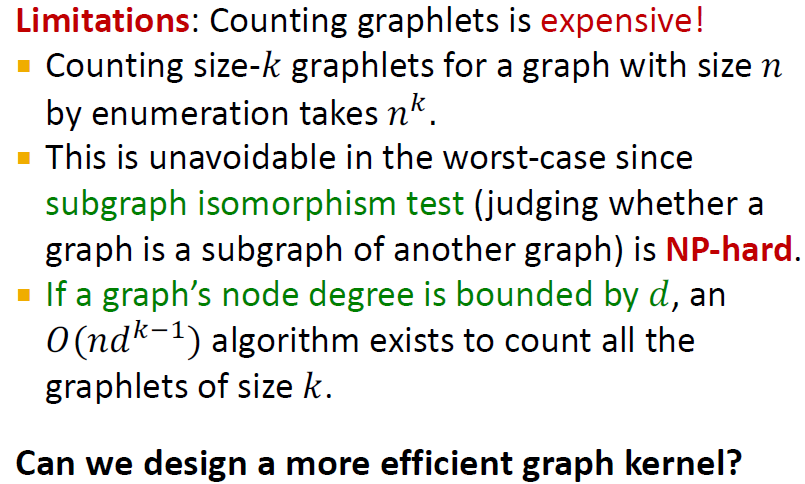 Limitations: Counting graphlets is expensive!
▪ Counting size-k graphlets for a graph with size n
by enumeration takes nᵏ.
▪ This is unavoidable in the worst-case since
subgraph isomorphism test (judging whether a
graph is a subgraph of another graph) is NP-hard.
▪ If a graph's node degree is bounded by d, an
O(ndᵏ⁻¹) algorithm exists to count all the
graphlets of size k.
Can we design a more efficient graph kernel?